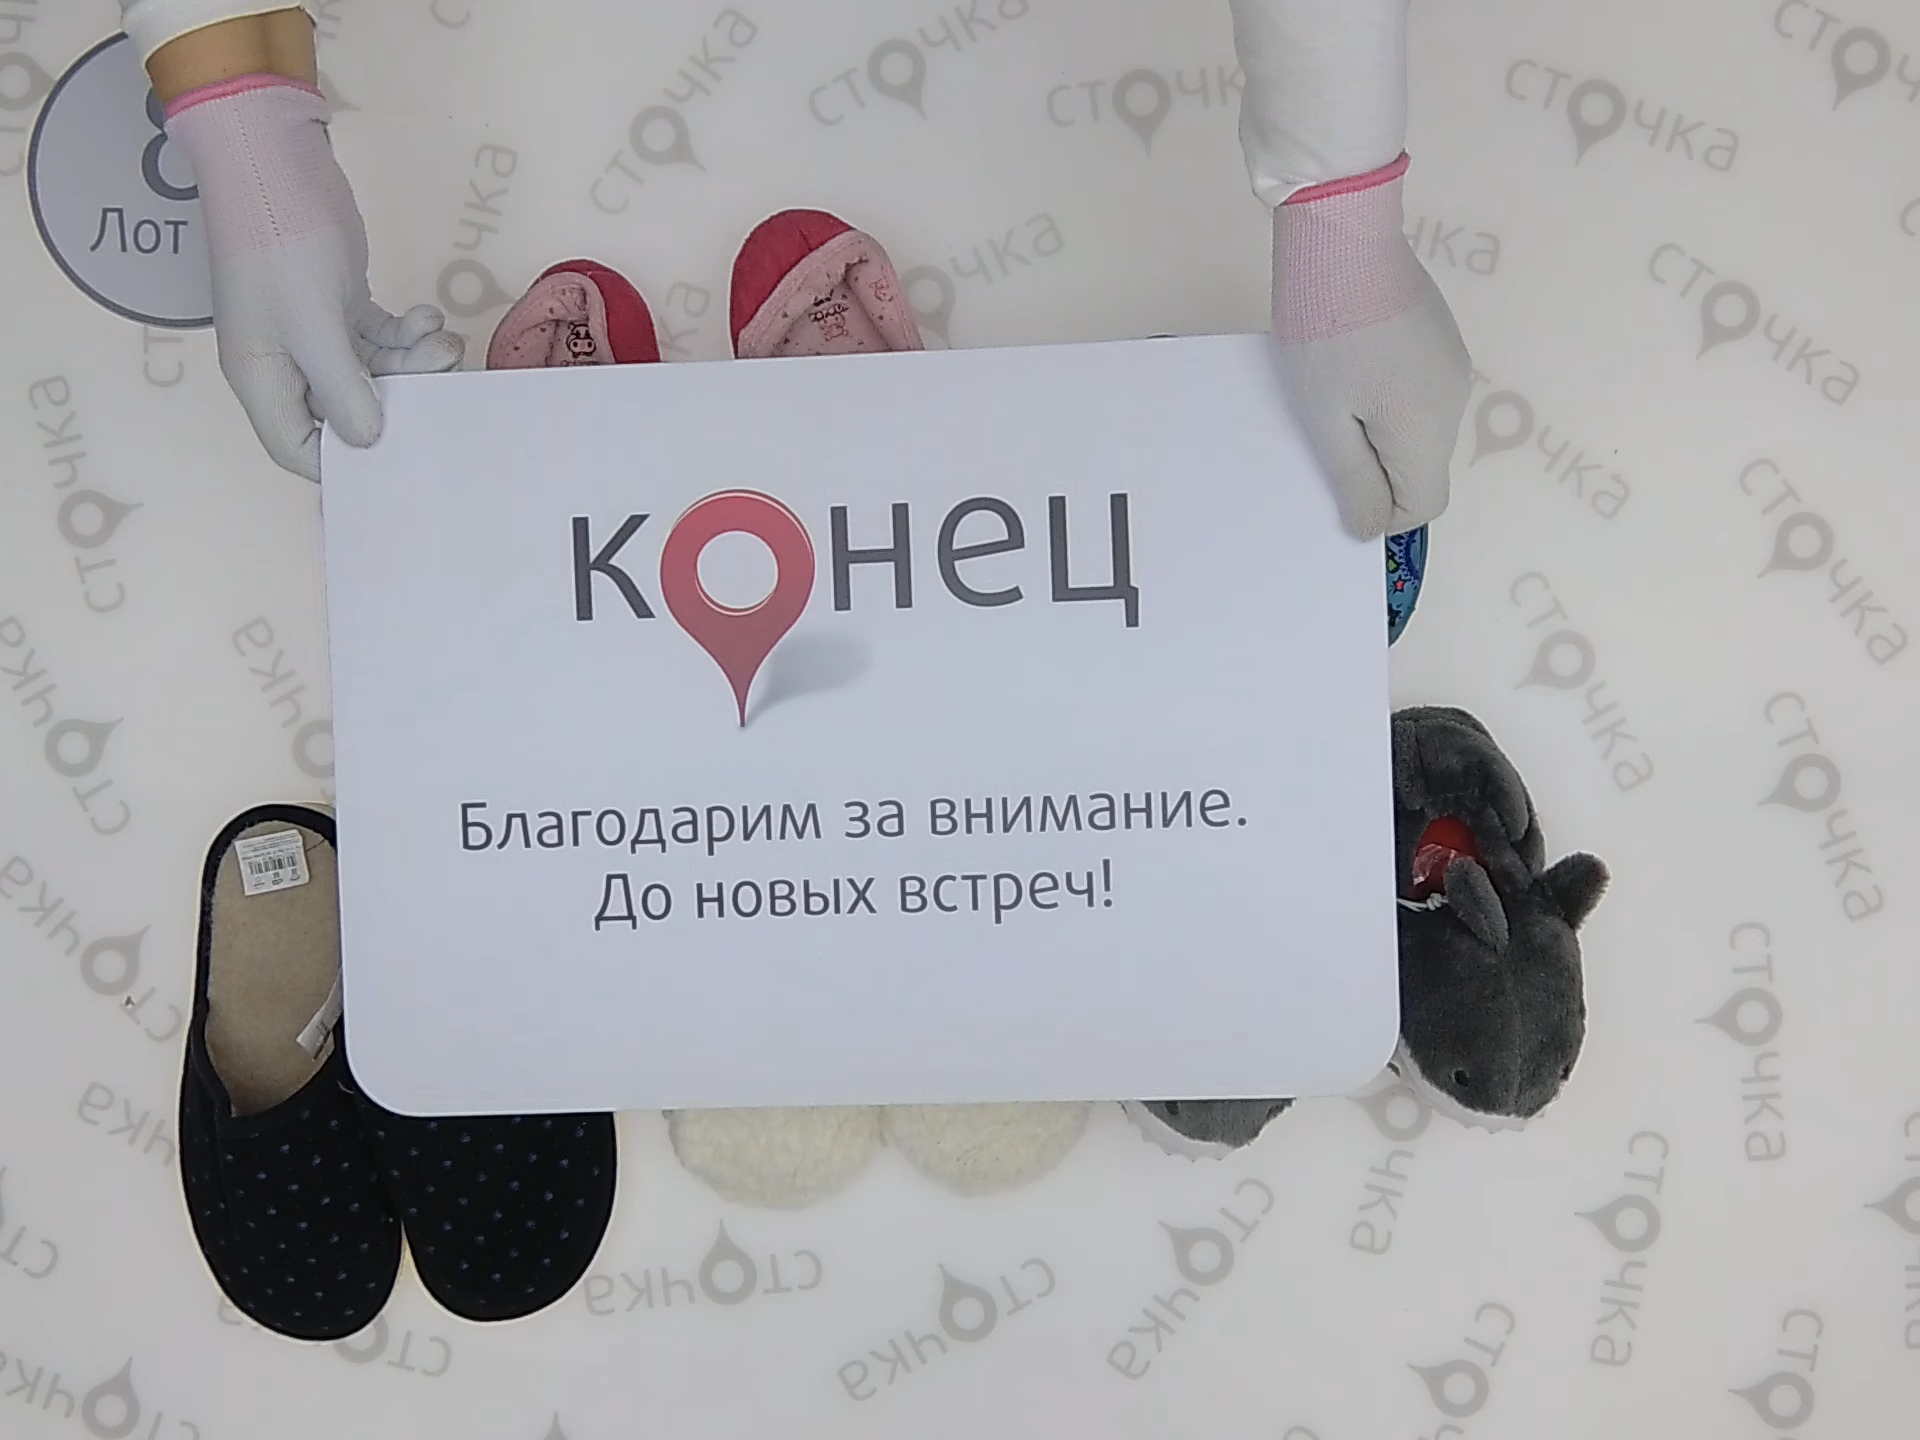 8
Лот
конец
Благодарим за внимание.
До новых встреч!
сточка